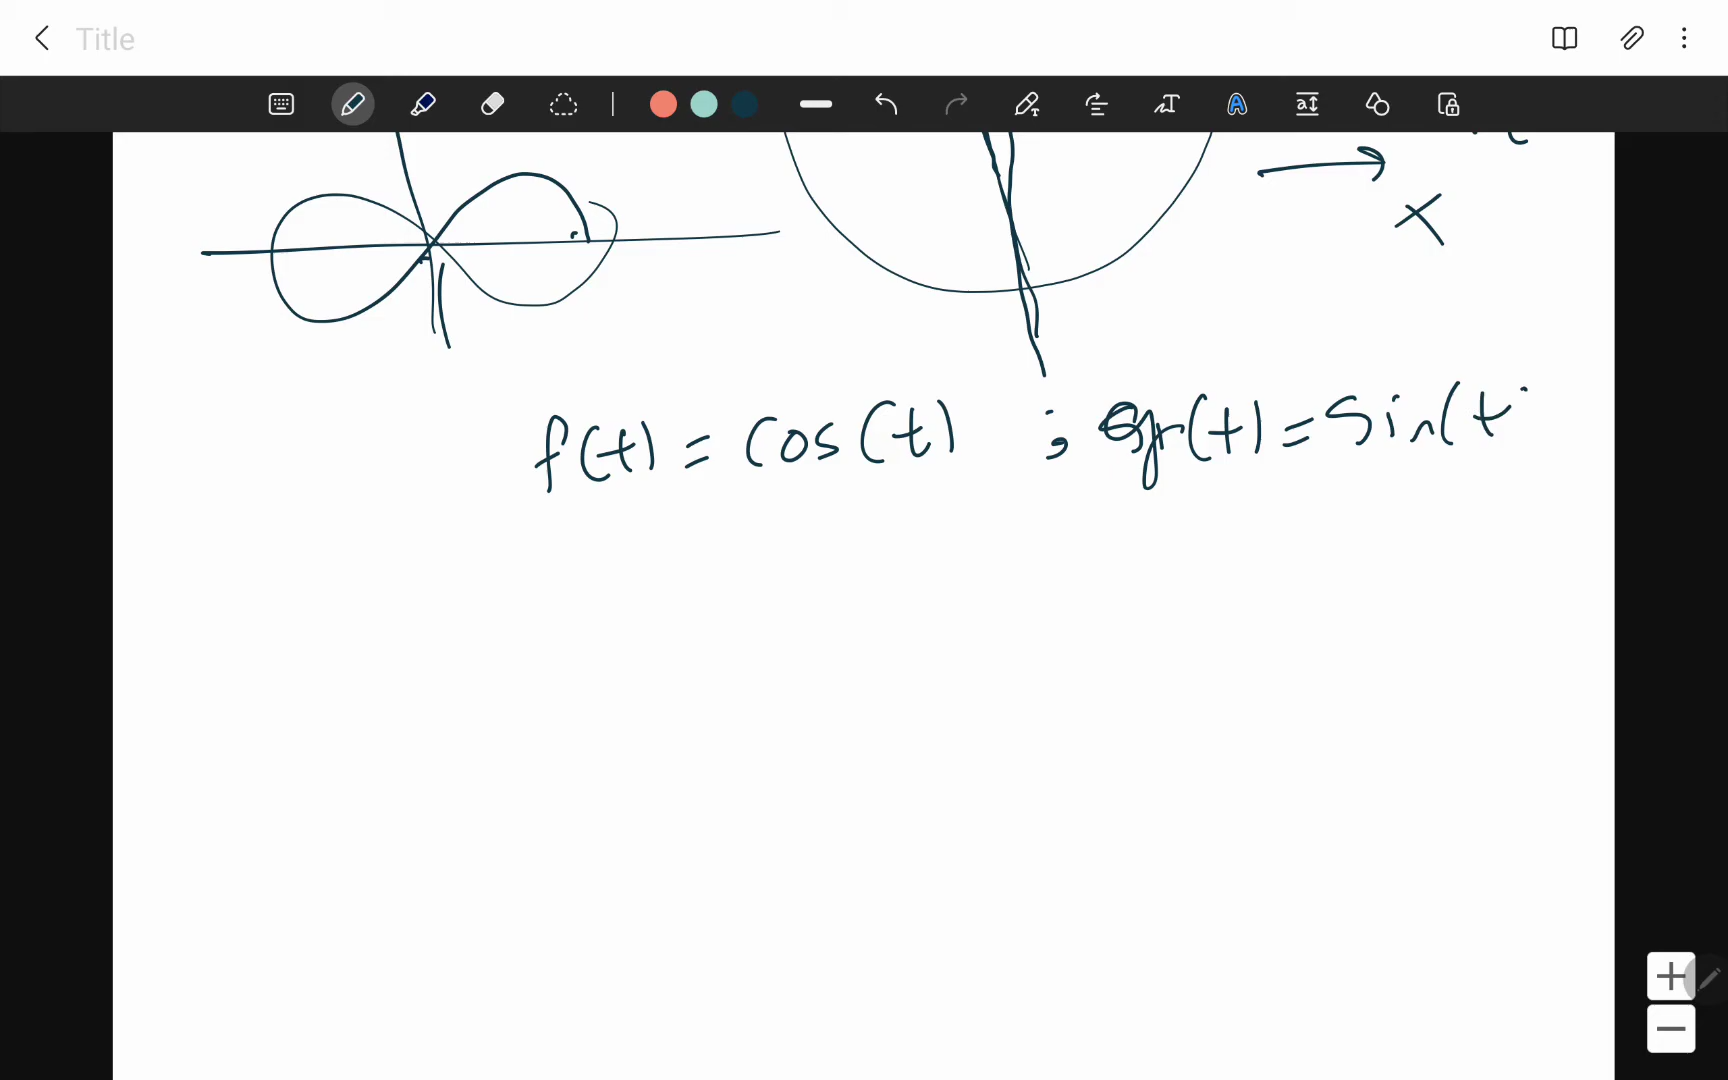 Title
x
f(t) = cos(t) ; g(t) = sin(t